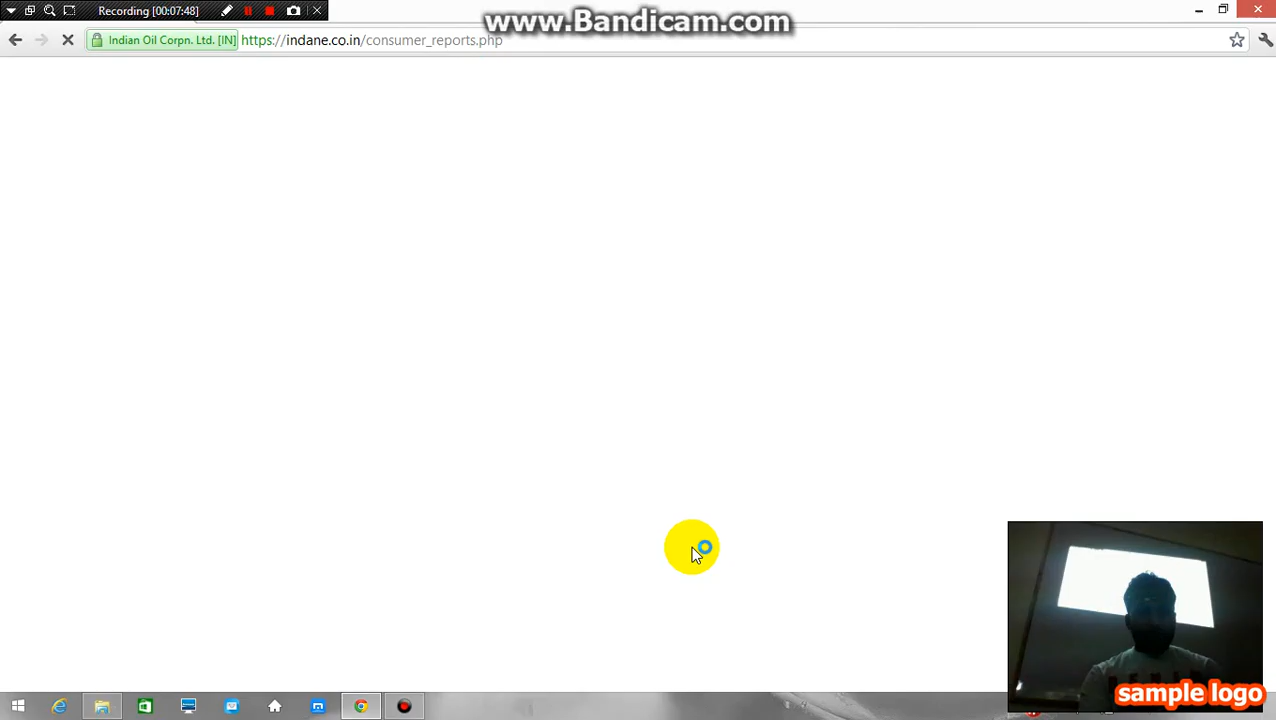 Recording [00:07:48]
www.Bandicam.com
Indian Oil Corpn. Ltd. [IN]
https://indane.co.in/consumer_reports.php
sample logo